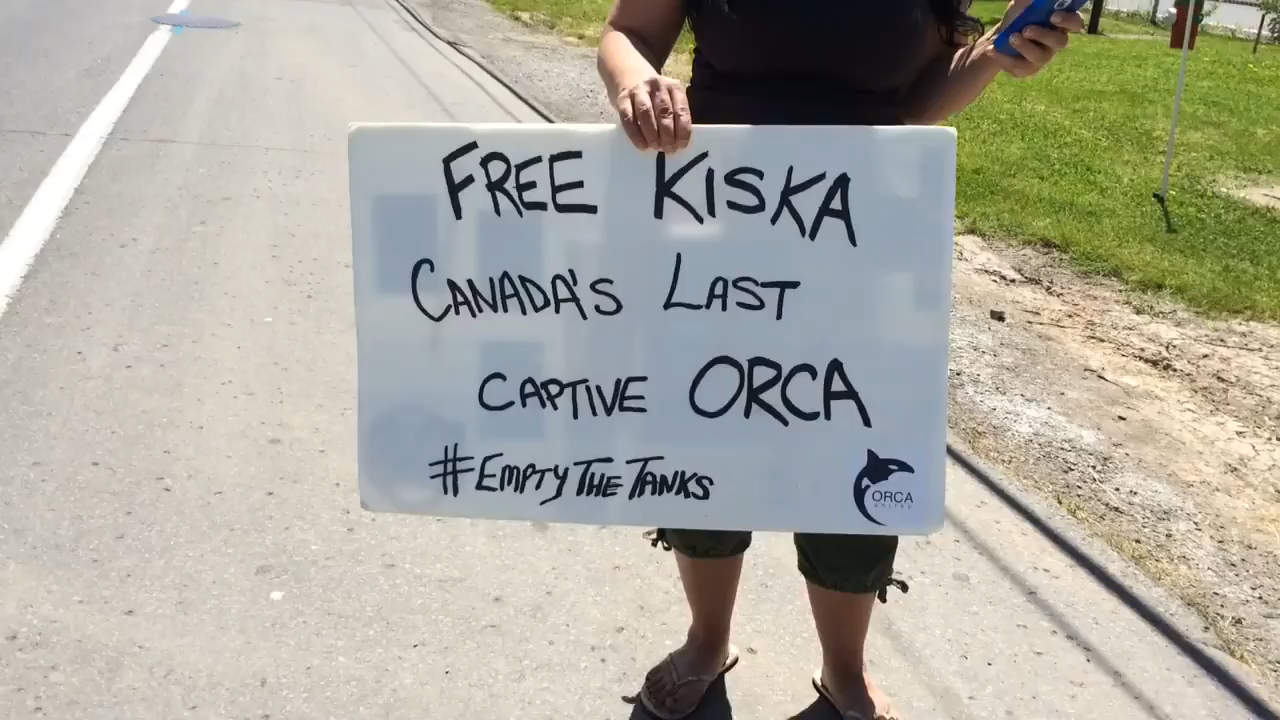 FREE KISKA
CANADA'S LAST
CAPTIVE ORCA
#EMPTYTHETANKS
ORCA